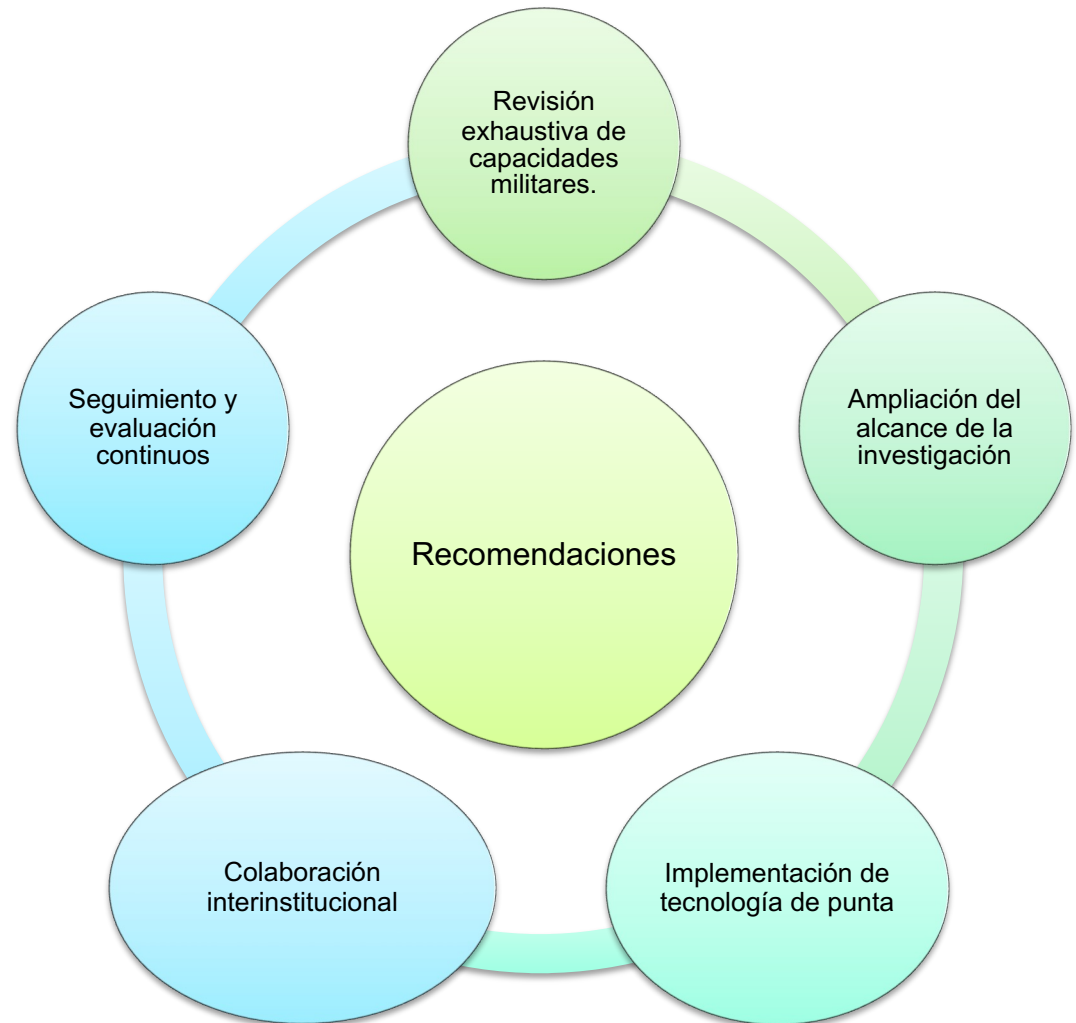 Revisión
exhaustiva de
capacidades
militares.
Seguimiento y
evaluación
continuos
Ampliación del
alcance de la
investigación
Recomendaciones
Colaboración
interinstitucional
Implementación de
tecnología de punta